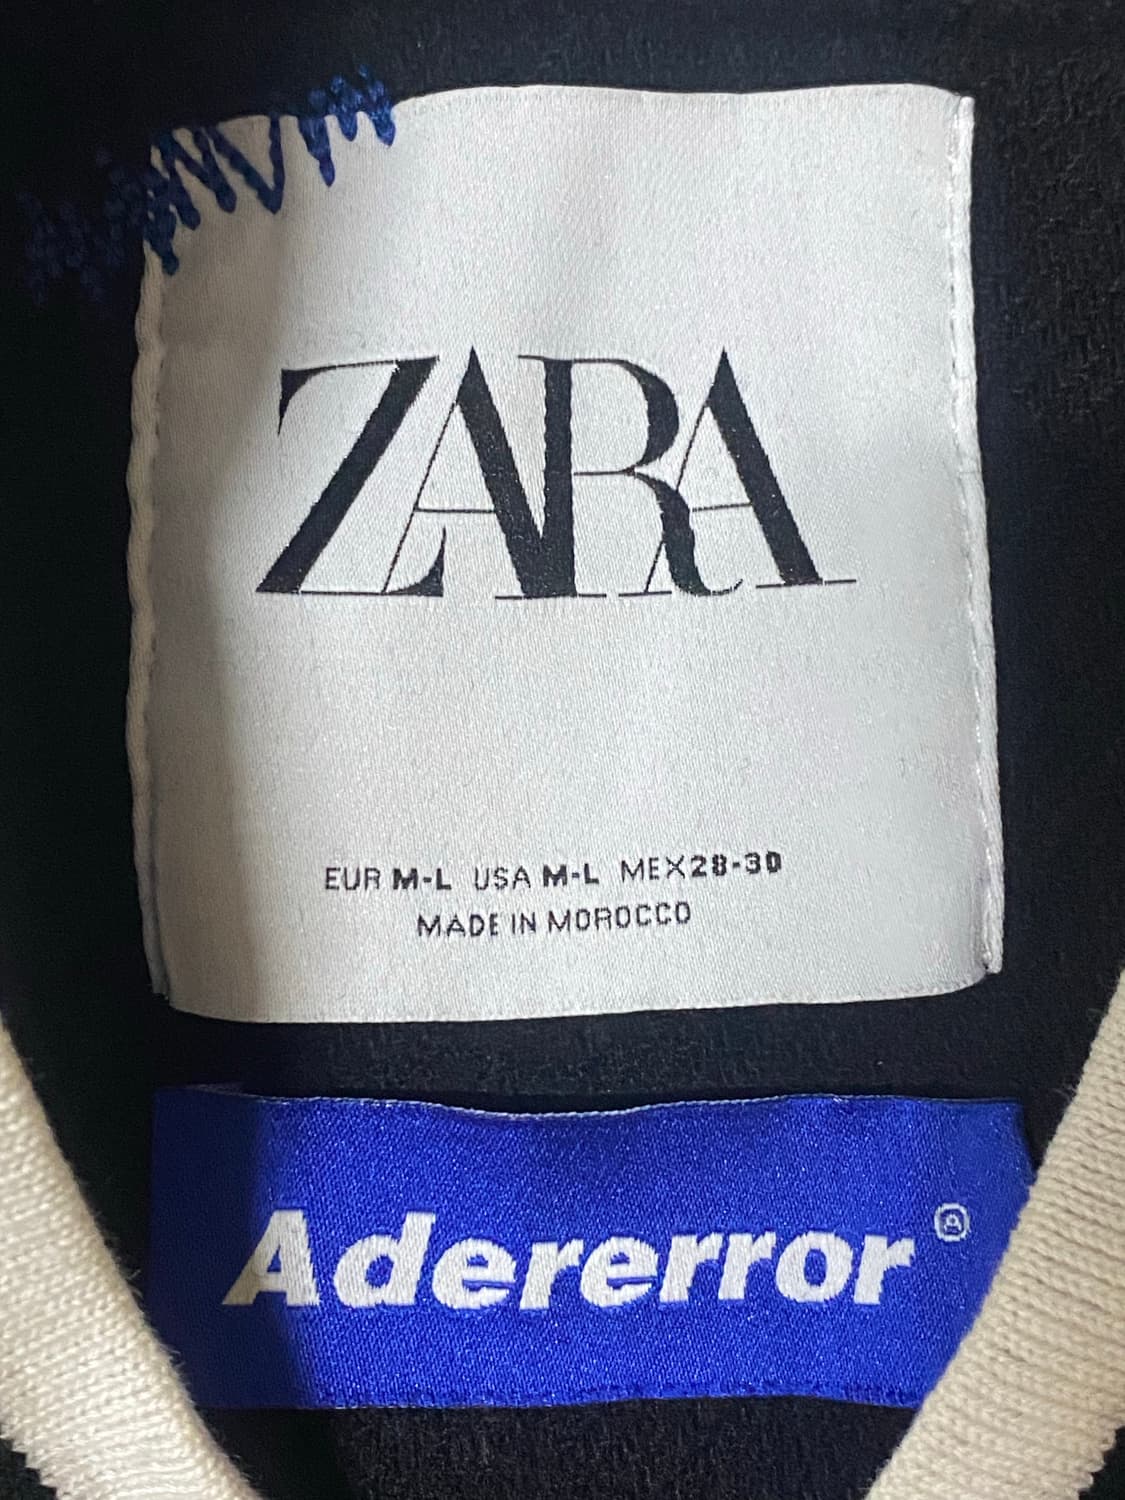 ZARA
EUR M-L USA M-L MEX28-30
MADE IN MOROCCO
Adererror